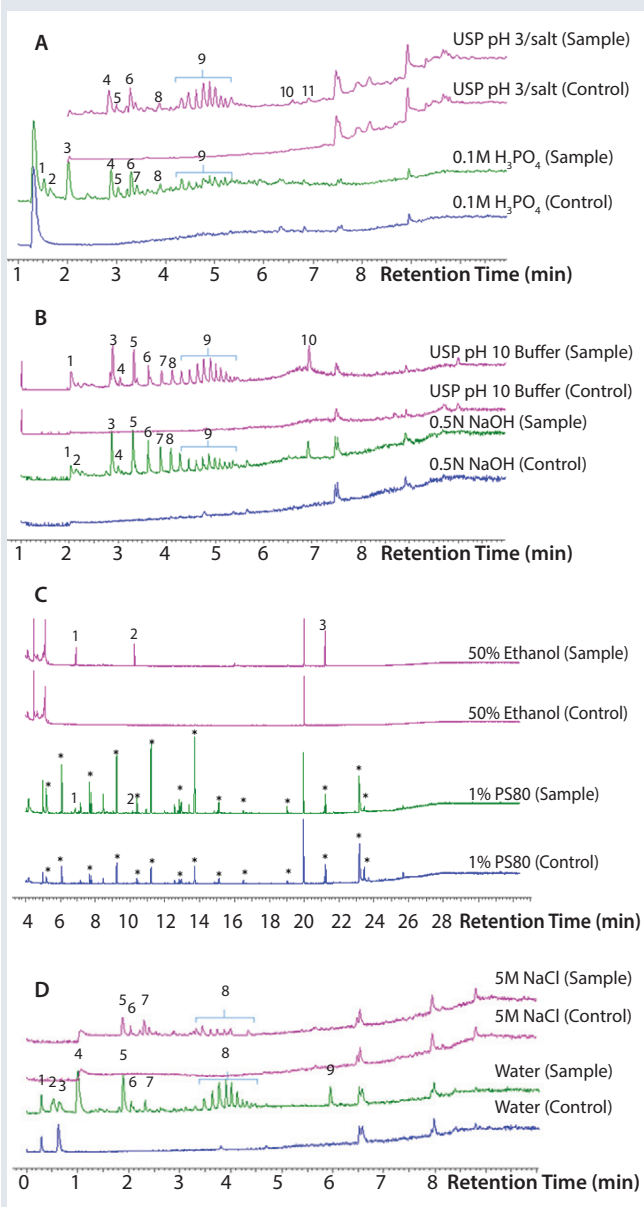 A
USP pH 3/salt (Sample)
4 5 6 8 9 10 11
USP pH 3/salt (Control)
0.1M H₃PO₄ (Sample)
1 2 3 4 5 6 7 8 9
0.1M H₃PO₄ (Control)
1 2 3 4 5 6 7 8 Retention Time (min)
B
USP pH 10 Buffer (Sample)
1 3 4 5 6 7 8 9 10
USP pH 10 Buffer (Control)
0.5N NaOH (Sample)
1 2 3 4 5 6 7 8 9
0.5N NaOH (Control)
1 2 3 4 5 6 7 8 Retention Time (min)
C
50% Ethanol (Sample)
1 2 3
50% Ethanol (Control)
* * * * * * * * * * * * *
1% PS80 (Sample)
1 2
1% PS80 (Control)
* * * * * * * * * * * * *
4 6 8 10 12 14 16 18 20 22 24 26 28 Retention Time (min)
D
5M NaCl (Sample)
5 6 7 8
5M NaCl (Control)
Water (Sample)
1 2 3 4 5 6 7 8 9
Water (Control)
0 1 2 3 4 5 6 7 8 Retention Time (min)